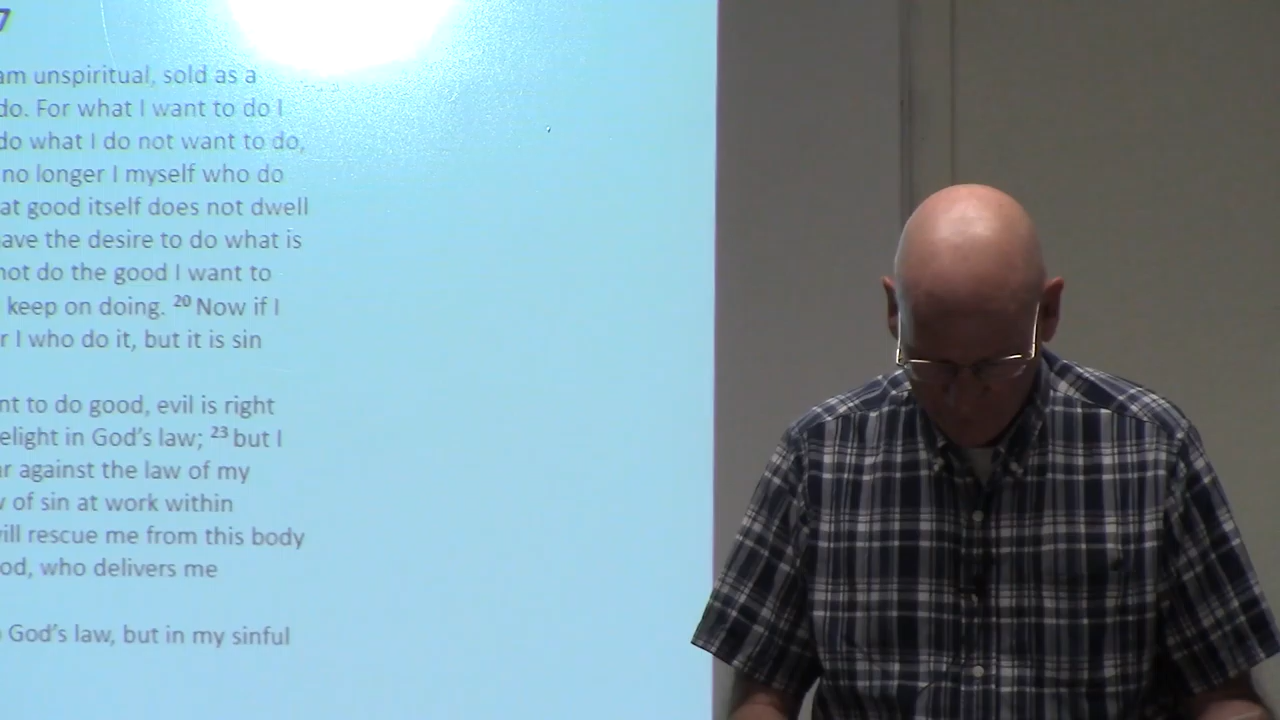 7
am unspiritual, sold as a
do. For what I want to do I
do what I do not want to do,
no longer I myself who do
at good itself does not dwell
ave the desire to do what is
not do the good I want to
keep on doing. 20 Now if I
r I who do it, but it is sin
nt to do good, evil is right
elight in God's law; 23 but I
ar against the law of my
w of sin at work within
vill rescue me from this body
od, who delivers me
God's law, but in my sinful